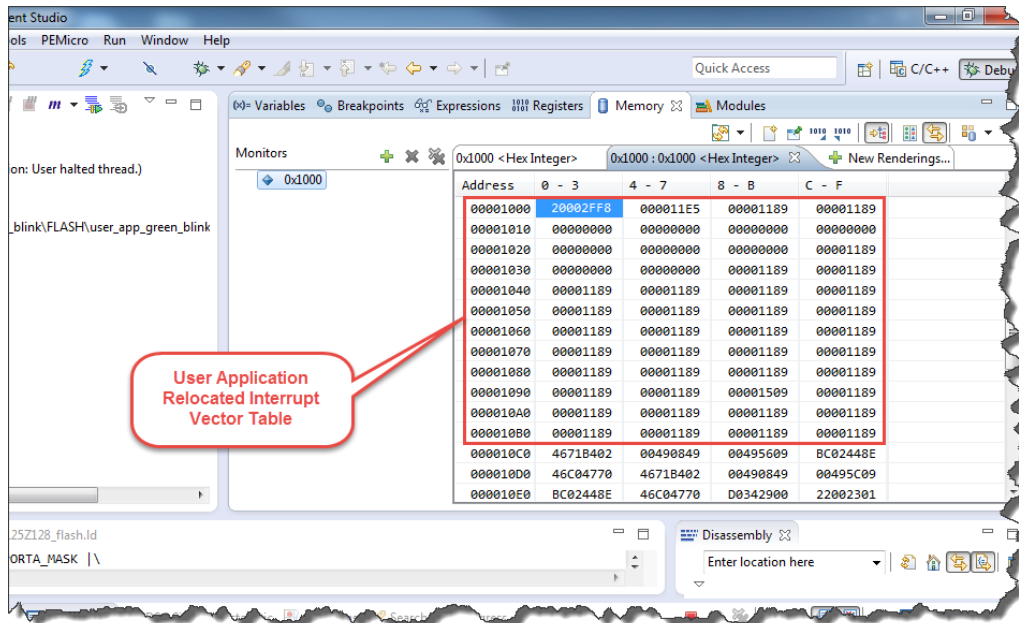 ent Studio
ols PEMicro Run Window Help
Quick Access
C/C++
Debu
(x)= Variables Breakpoints Expressions Registers Memory Modules
on: User halted thread.)
Monitors
0x1000
0x1000 <Hex Integer> 0x1000 : 0x1000 <Hex Integer> New Renderings...
Address 0 - 3 4 - 7 8 - B C - F
00001000 20002FF8 000011E5 00001189 00001189
_blink\FLASH\user_app_green_blink
00001010 00000000 00000000 00000000 00000000
00001020 00000000 00000000 00000000 00001189
00001030 00000000 00000000 00001189 00001189
00001040 00001189 00001189 00001189 00001189
00001050 00001189 00001189 00001189 00001189
00001060 00001189 00001189 00001189 00001189
00001070 00001189 00001189 00001189 00001189
00001080 00001189 00001189 00001189 00001189
00001090 00001189 00001189 00001509 00001189
000010A0 00001189 00001189 00001189 00001189
000010B0 00001189 00001189 00001189 00001189
000010C0 4671B402 00490849 00495609 BC02448E
000010D0 46C04770 4671B402 00490849 00495C09
000010E0 BC02448E 46C04770 D0342900 22002301
User Application
Relocated Interrupt
Vector Table
25Z128_flash.ld
ORTA_MASK |\
Disassembly
Enter location here